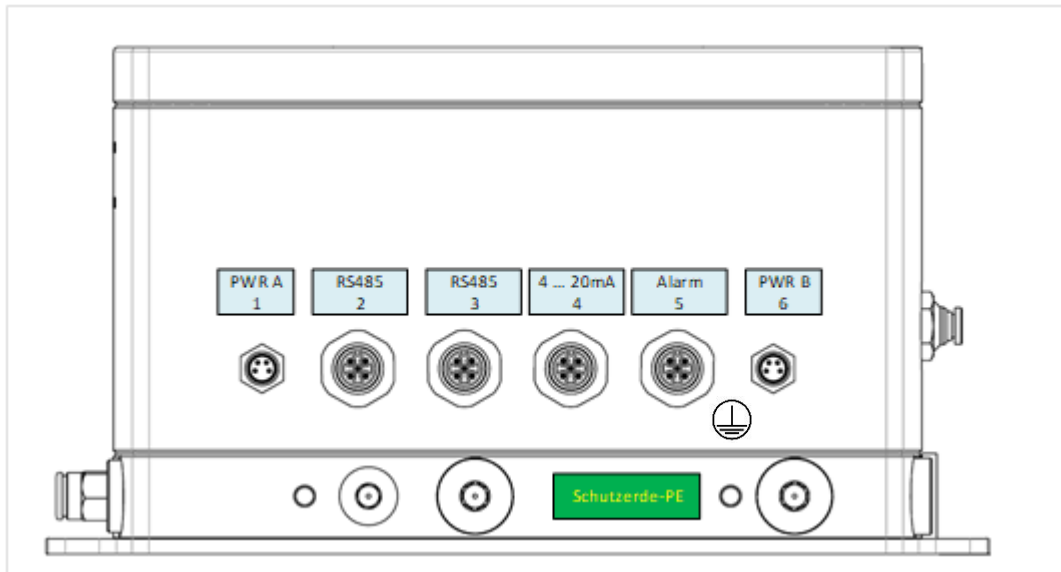 PWR A
1
RS485
2
RS485
3
4 ... 20mA
4
Alarm
5
PWR B
6
Schutzerde-PE